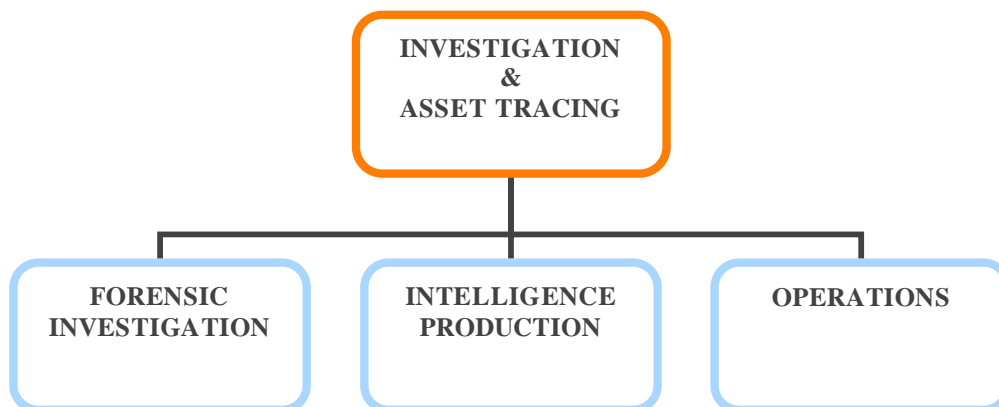 INVESTIGATION
&
ASSET TRACING
FORENSIC
INVESTIGATION
INTELLIGENCE
PRODUCTION
OPERATIONS